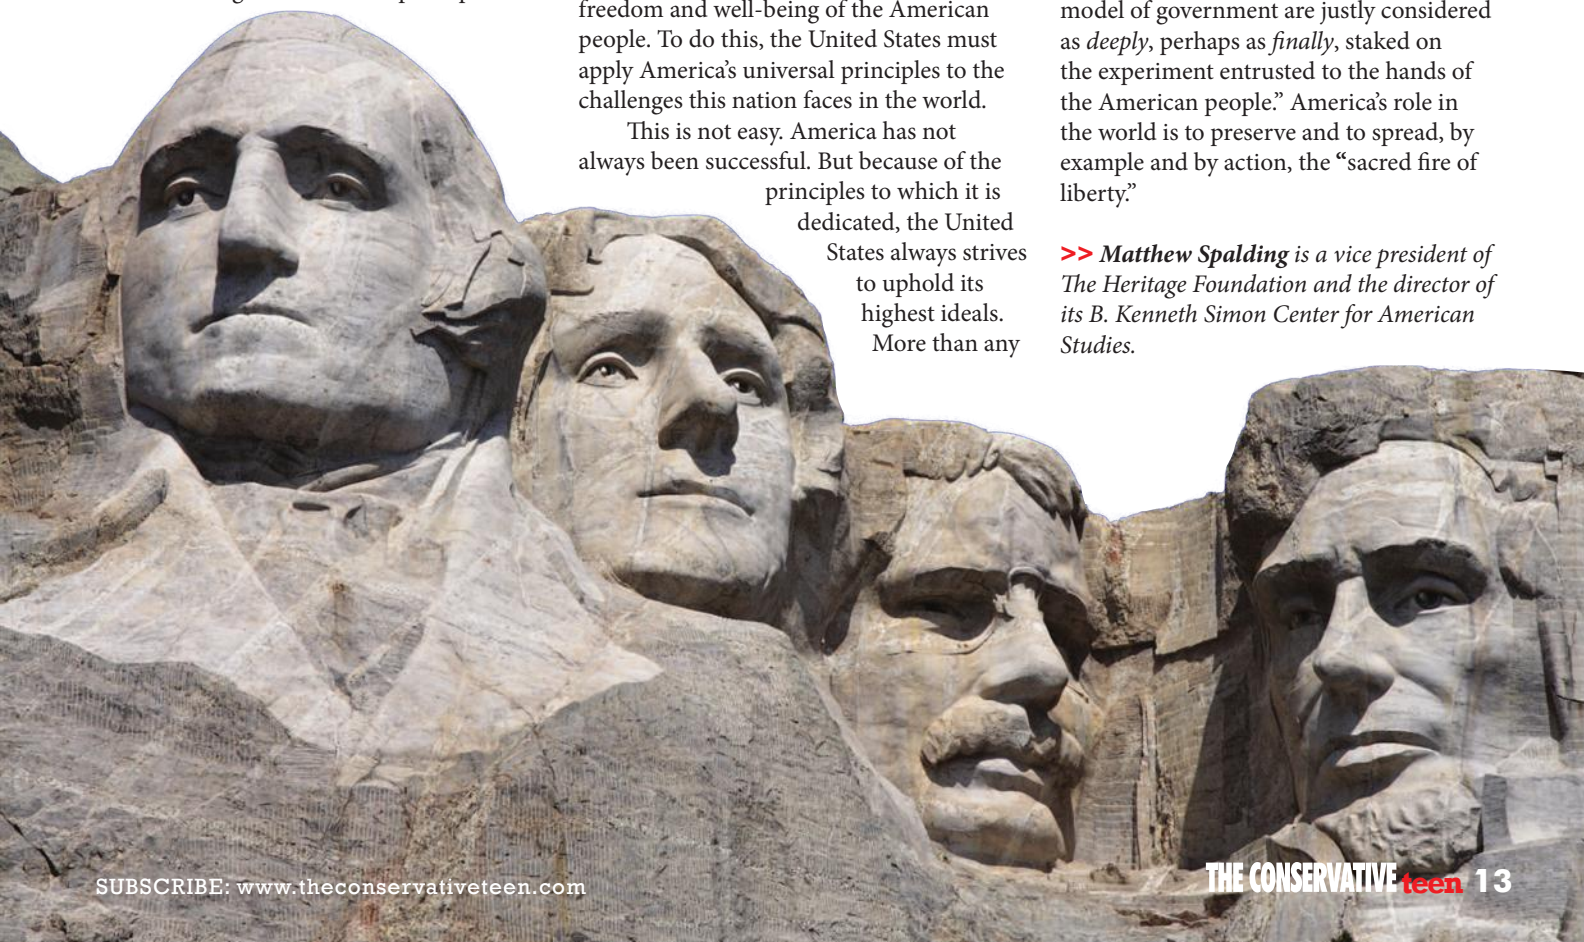 freedom and well-being of the American
people. To do this, the United States must
apply America’s universal principles to the
challenges this nation faces in the world.
This is not easy. America has not
always been successful. But because of the
principles to which it is
dedicated, the United
States always strives
to uphold its
highest ideals.
More than any
model of government are justly considered
as deeply, perhaps as finally, staked on
the experiment entrusted to the hands of
the American people.” America’s role in
the world is to preserve and to spread, by
example and by action, the “sacred fire of
liberty.”
>> Matthew Spalding is a vice president of
The Heritage Foundation and the director of
its B. Kenneth Simon Center for American
Studies.
SUBSCRIBE: www.theconservativeteen.com
THE CONSERVATIVE teen 13